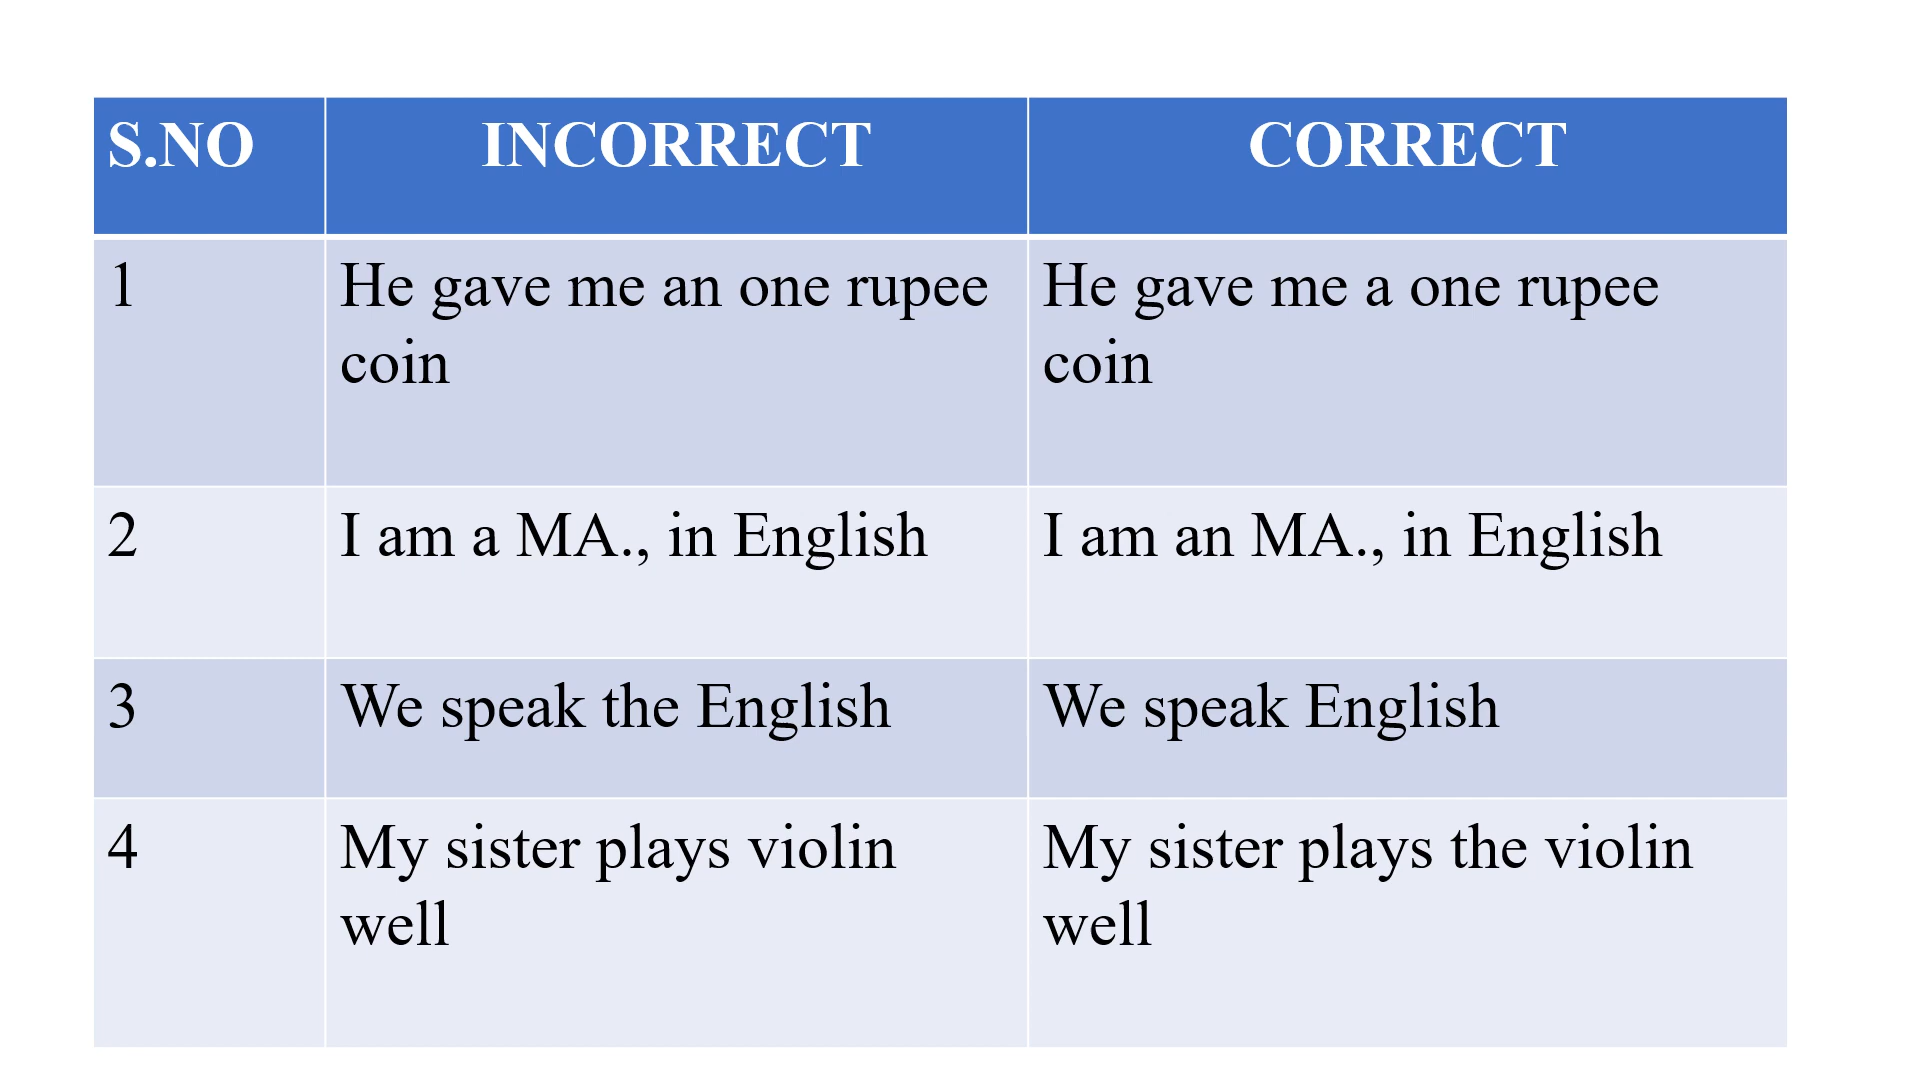 S.NO INCORRECT CORRECT
1 He gave me an one rupee coin He gave me a one rupee coin
2 I am a MA., in English I am an MA., in English
3 We speak the English We speak English
4 My sister plays violin well My sister plays the violin well